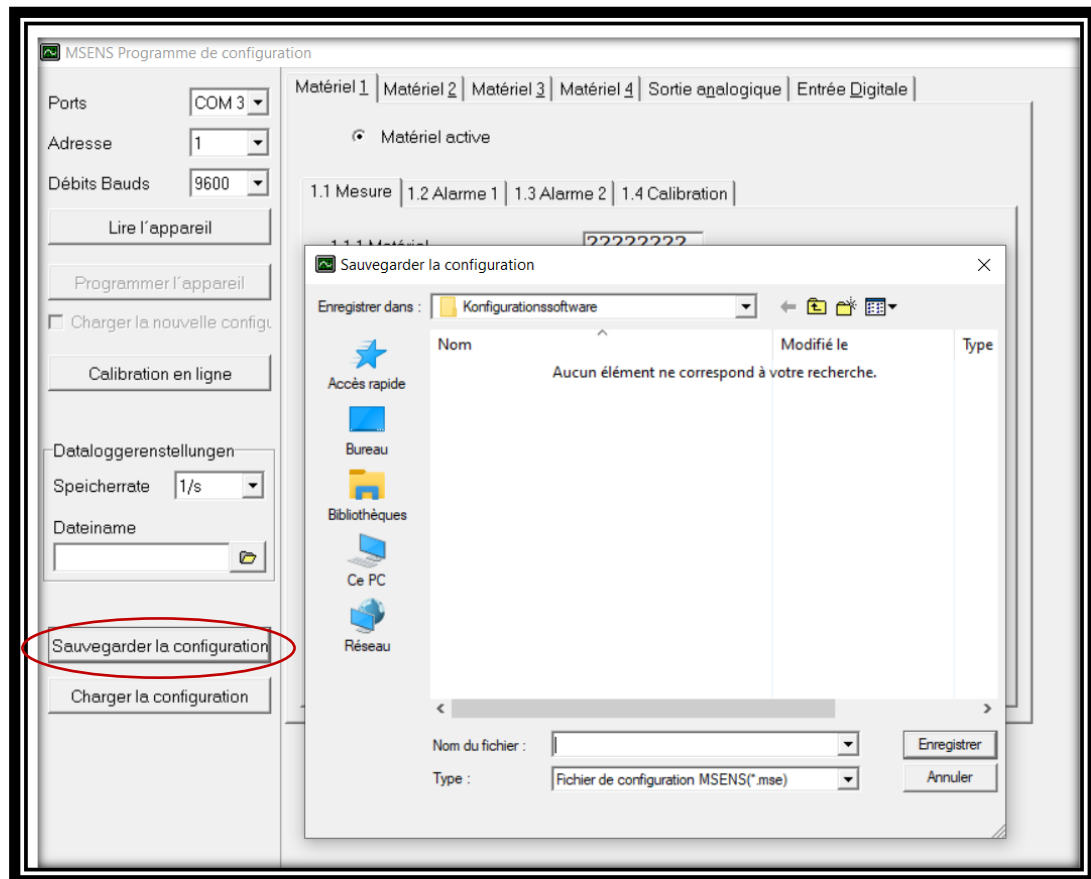 MSENS Programme de configuration
Ports COM 3
Adresse 1
Débits Bauds 9600
Lire l´appareil
Programmer l´appareil
Charger la nouvelle configu
Calibration en ligne
Dataloggerenstellungen
Speicherrate 1/s
Dateiname
Sauvegarder la configuration
Charger la configuration
Matériel 1 Matériel 2 Matériel 3 Matériel 4 Sortie analogique Entrée Digitale
Matériel active
1.1 Mesure 1.2 Alarme 1 1.3 Alarme 2 1.4 Calibration
1.1.1 Matériel ????????
Sauvegarder la configuration
Enregistrer dans : Konfigurationssoftware
Nom Modifié le Type
Aucun élément ne correspond à votre recherche.
Accès rapide
Bureau
Bibliothèques
Ce PC
Réseau
Nom du fichier : Enregistrer
Type : Fichier de configuration MSENS(*.mse) Annuler